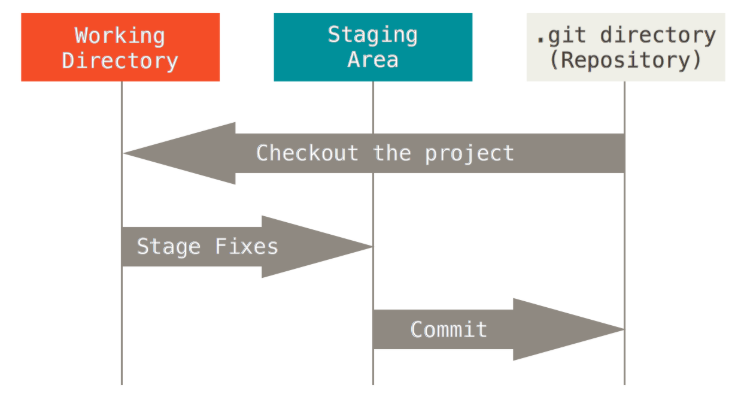 Working
Directory
Staging
Area
.git directory
(Repository)
Checkout the project
Stage Fixes
Commit